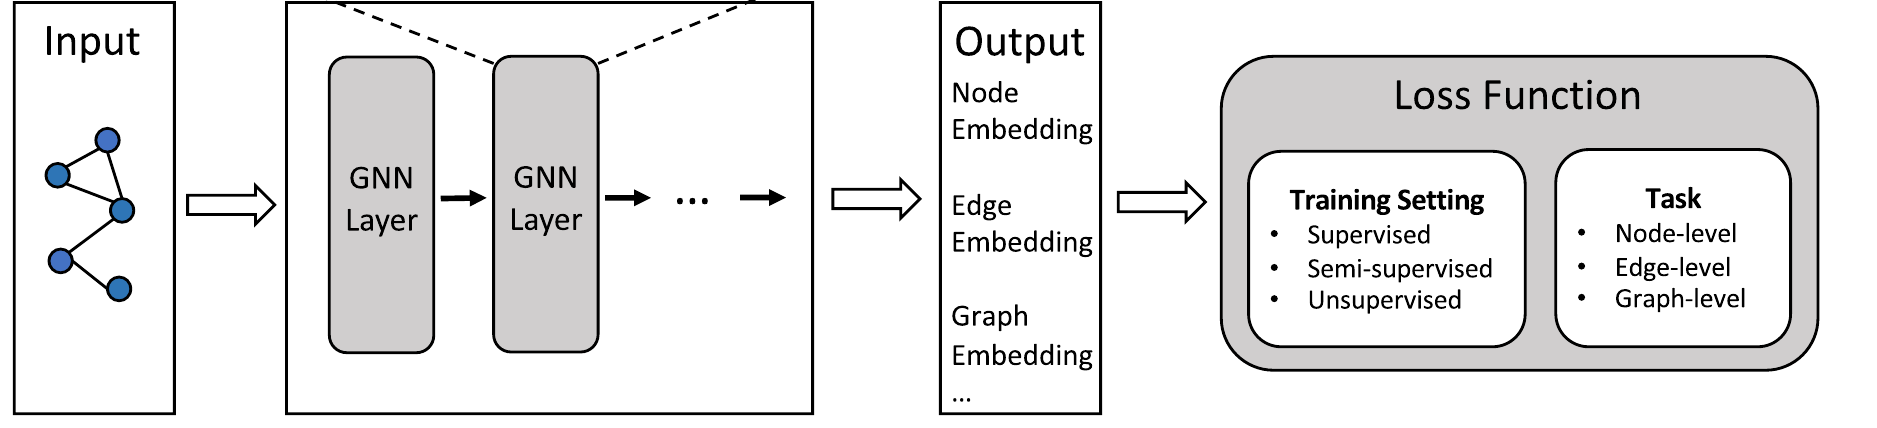 Input
GNN
Layer
GNN
Layer
...
Output
Node
Embedding
Edge
Embedding
Graph
Embedding
...
Loss Function
Training Setting
• Supervised
• Semi-supervised
• Unsupervised
Task
• Node-level
• Edge-level
• Graph-level